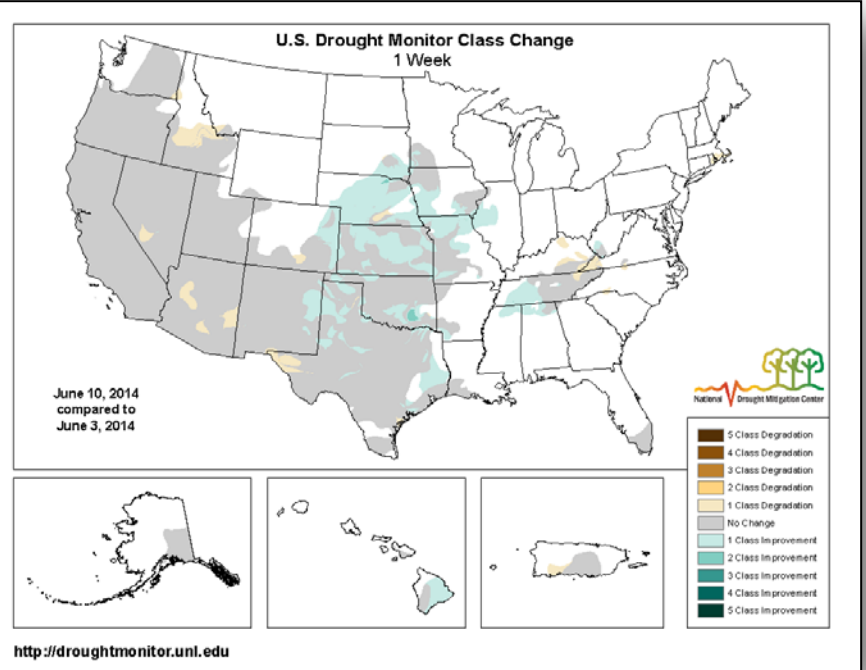 U.S. Drought Monitor Class Change
1 Week
June 10, 2014
compared to
June 3, 2014
National Drought Mitigation Center
5 Class Degradation
4 Class Degradation
3 Class Degradation
2 Class Degradation
1 Class Degradation
No Change
1 Class Improvement
2 Class Improvement
3 Class Improvement
4 Class Improvement
5 Class Improvement
http://droughtmonitor.unl.edu